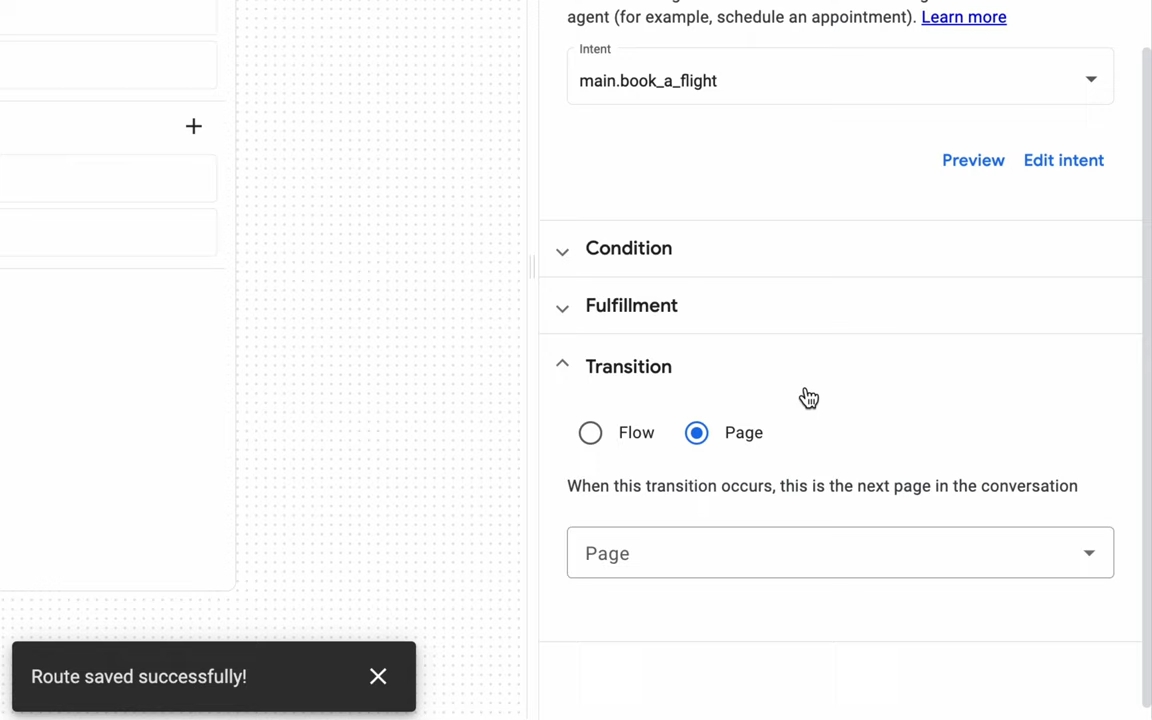 agent (for example, schedule an appointment). Learn more
Intent
main.book_a_flight
Preview Edit intent
Condition
Fulfillment
Transition
Flow Page
When this transition occurs, this is the next page in the conversation
Page
Route saved successfully!